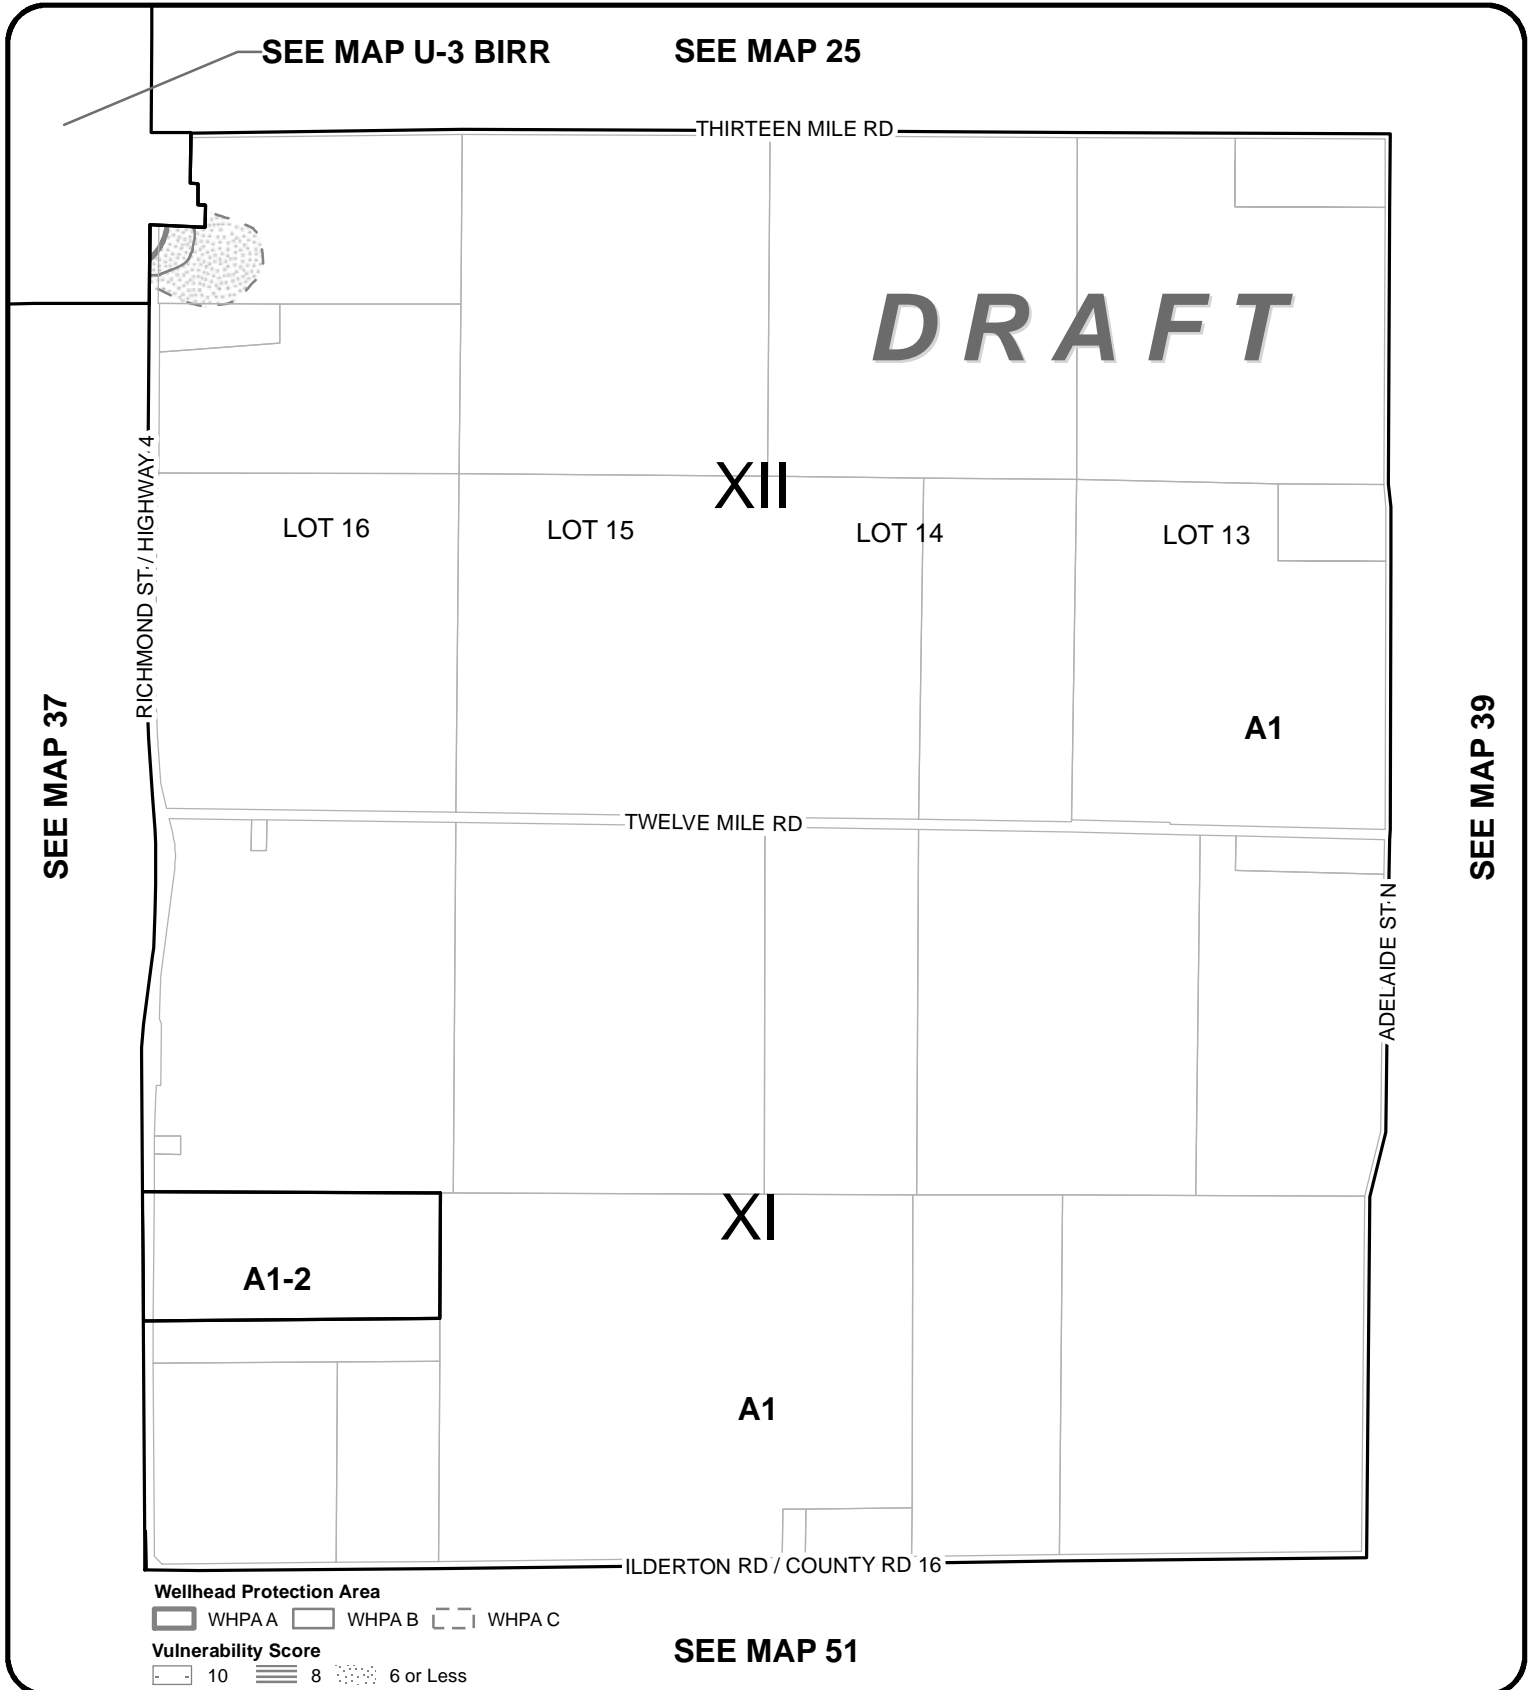 SEE MAP U-3 BIRR
SEE MAP 25
THIRTEEN MILE RD
DRAFT
RICHMOND ST / HIGHWAY 4
XII
LOT 16
LOT 15
LOT 14
LOT 13
SEE MAP 37
A1
SEE MAP 39
TWELVE MILE RD
ADELAIDE ST N
XI
A1-2
A1
ILDERTON RD / COUNTY RD 16
Wellhead Protection Area
WHPA A WHPA B WHPA C
Vulnerability Score
10 8 6 or Less
SEE MAP 51